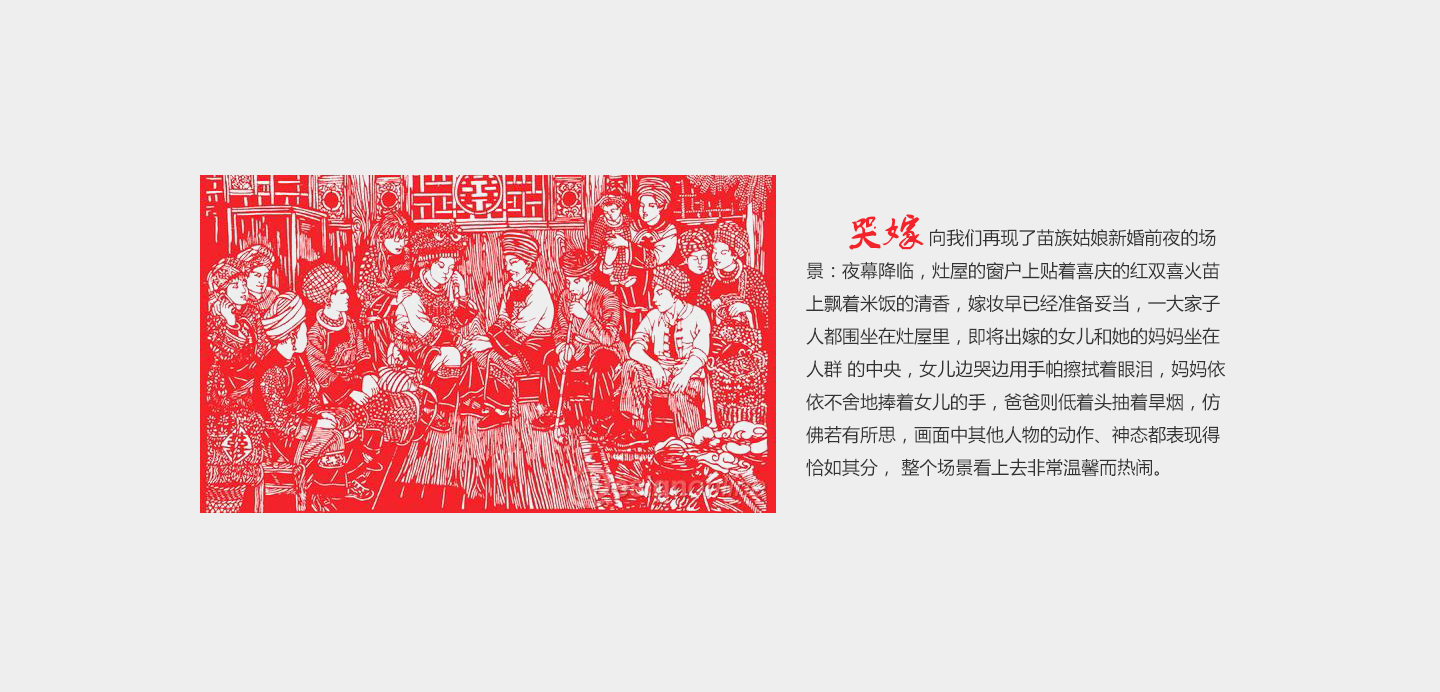 哭嫁 向我们再现了苗族姑娘新婚前夜的场
景：夜幕降临，灶屋的窗户上贴着喜庆的红双喜火苗
上飘着米饭的清香，嫁妆早已经准备妥当，一大家子
人都围坐在灶屋里，即将出嫁的女儿和她的妈妈坐在
人群 的中央，女儿边哭边用手帕擦拭着眼泪，妈妈依
依不舍地捧着女儿的手，爸爸则低着头抽着旱烟，仿
佛若有所思，画面中其他人物的动作、神态都表现得
恰如其分， 整个场景看上去非常温馨而热闹。